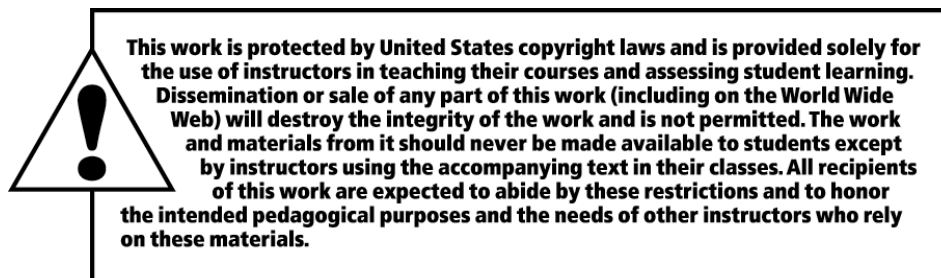 This work is protected by United States copyright laws and is provided solely for
the use of instructors in teaching their courses and assessing student learning.
Dissemination or sale of any part of this work (including on the World Wide
Web) will destroy the integrity of the work and is not permitted. The work
and materials from it should never be made available to students except
by instructors using the accompanying text in their classes. All recipients
of this work are expected to abide by these restrictions and to honor
the intended pedagogical purposes and the needs of other instructors who rely
on these materials.